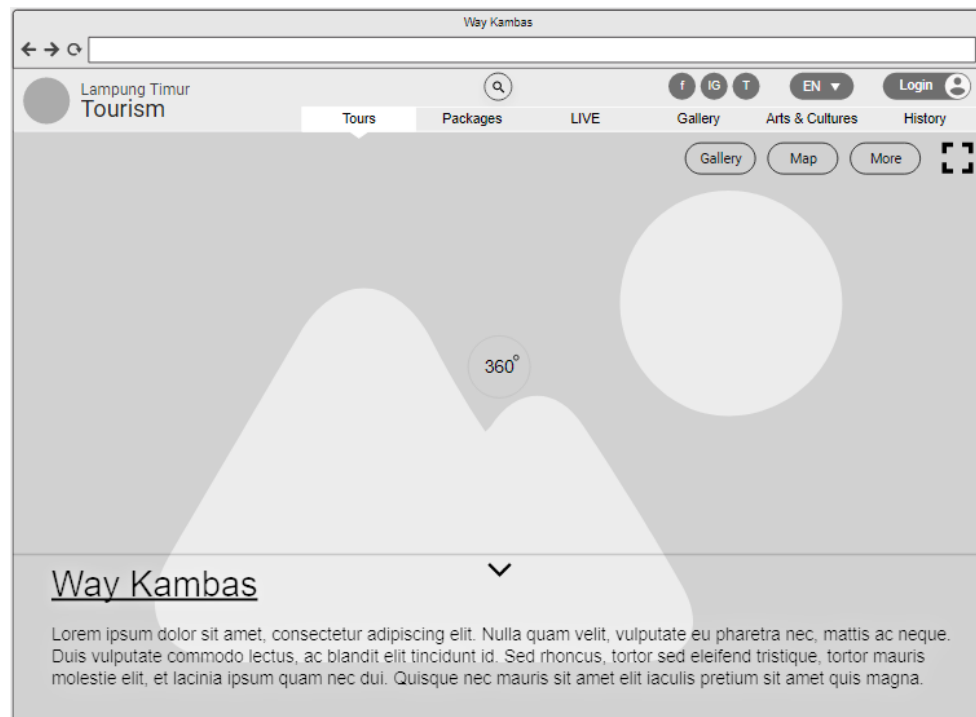 Way Kambas
Lampung Timur
Tourism
f IG T EN Login
Tours Packages LIVE Gallery Arts & Cultures History
Gallery Map More
360°
Way Kambas
Lorem ipsum dolor sit amet, consectetur adipiscing elit. Nulla quam velit, vulputate eu pharetra nec, mattis ac neque.
Duis vulputate commodo lectus, ac blandit elit tincidunt id. Sed rhoncus, tortor sed eleifend tristique, tortor mauris
molestie elit, et lacinia ipsum quam nec dui. Quisque nec mauris sit amet elit iaculis pretium sit amet quis magna.